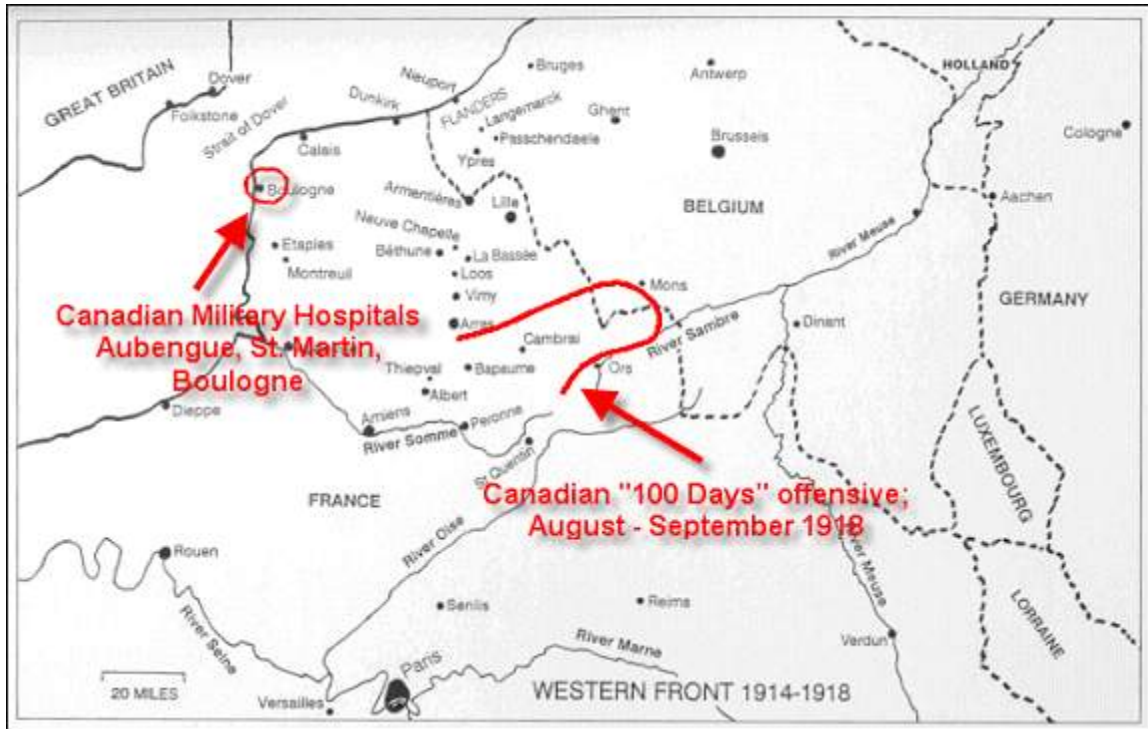 GREAT BRITAIN
Dover
Folkstone
Strait of Dover
Calais
Dunkirk
Nieuport
FLANDERS
Bruges
Langemarck
Passchendaele
Ypres
Ghent
Antwerp
Brussels
HOLLAND
Cologne
Aachen
Boulogne
Armentières
Lille
BELGIUM
Neuve Chapelle
Béthune
La Bassée
Loos
Etaples
Montreuil
Vimy
Arras
Mons
River Meuse
River Sambre
Dinant
GERMANY
Canadian Military Hospitals
Aubengue, St. Martin,
Boulogne
Cambrai
Thiepval
Bapaume
Ors
Albert
Dieppe
Amiens
River Somme
Peronne
St Quentin
FRANCE
Canadian "100 Days" offensive;
August - September 1918
LUXEMBOURG
River Oise
River Meuse
Rouen
River Seine
Senlis
Reims
LORRAINE
Verdun
River Marne
Paris
Versailles
20 MILES
WESTERN FRONT 1914-1918